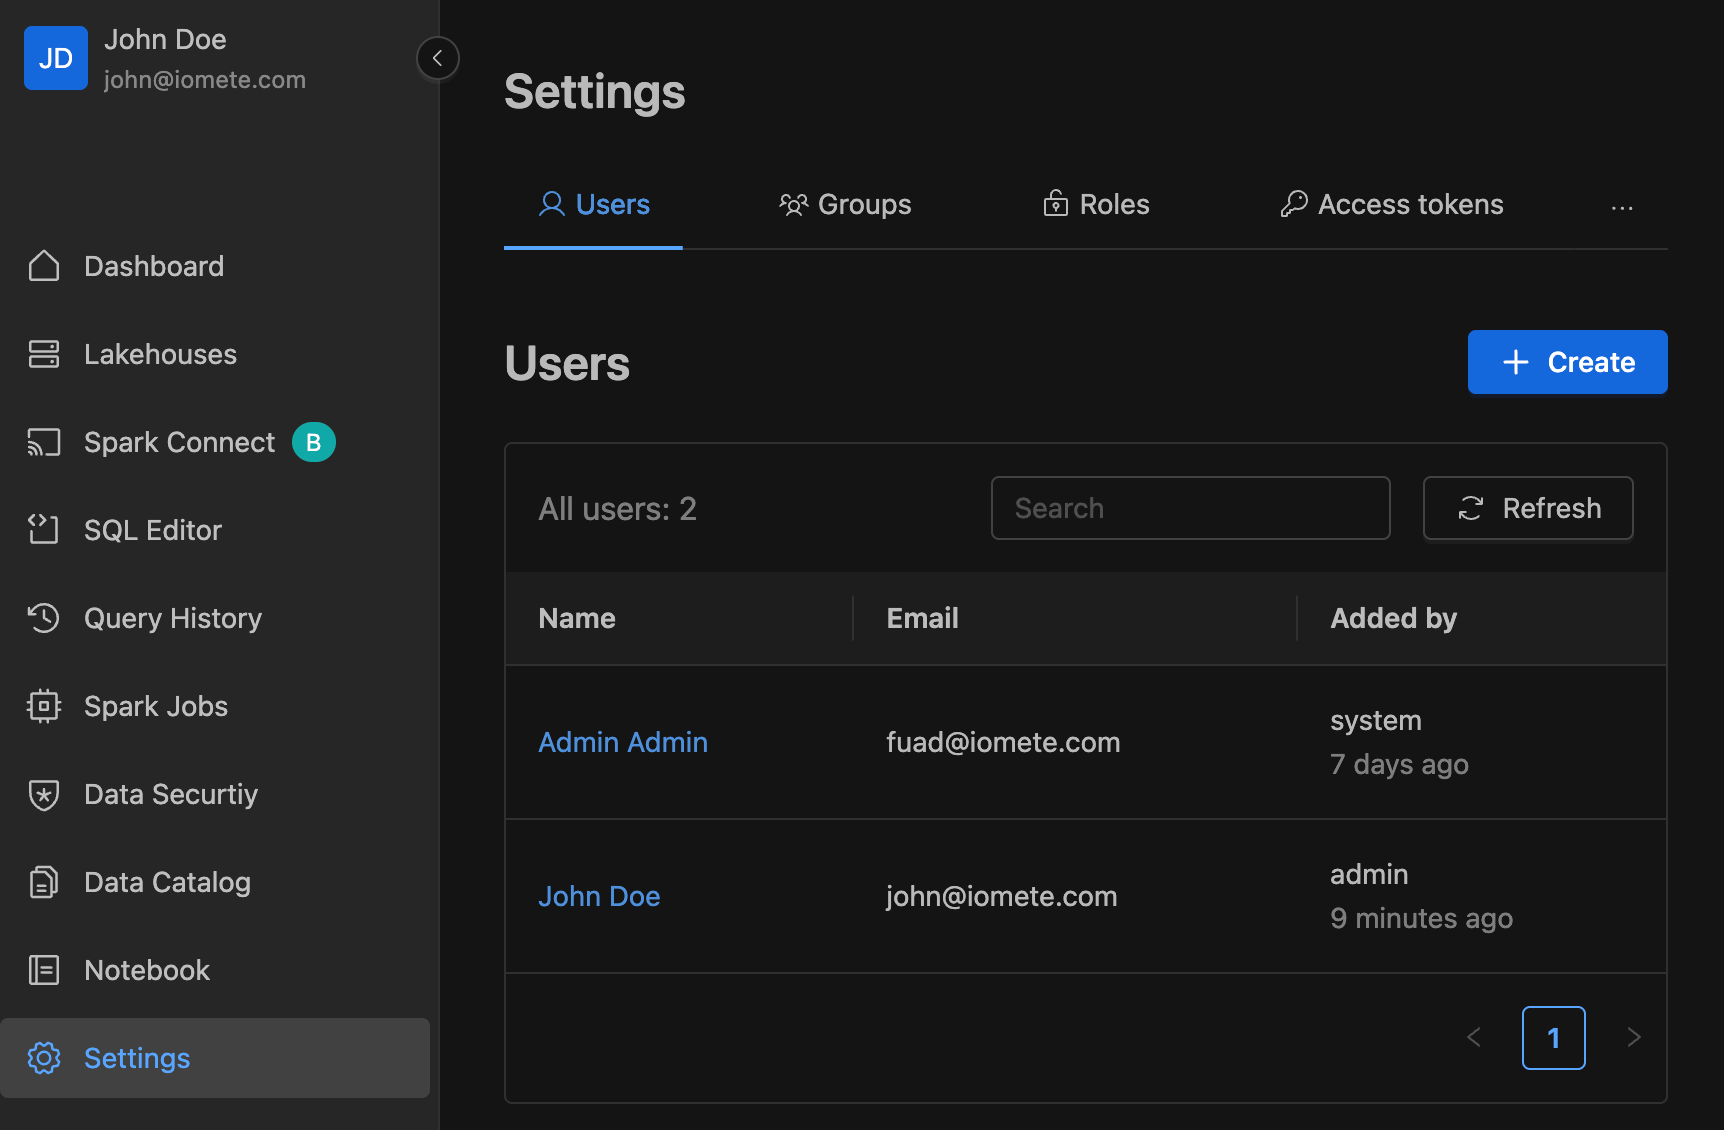 JD
John Doe
john@iomete.com
Dashboard
Lakehouses
Spark Connect B
SQL Editor
Query History
Spark Jobs
Data Securtiy
Data Catalog
Notebook
Settings
Settings
Users Groups Roles Access tokens ...
Users
Create
All users: 2 Search Refresh
Name Email Added by
Admin Admin fuad@iomete.com system
7 days ago
John Doe john@iomete.com admin
9 minutes ago
1